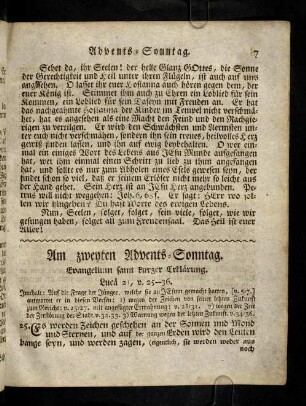 Advents-Sonntag. 7
Sehet da, ihr Seelen! der helle Glanz GOttes, die Sonne
der Gerechtigkeit und Heil unter ihren Flügeln, ist auch auf uns
O lasset ihr euer Hosianna auch hören gegen dem, der
euer König ist. Stimmet ihm auch zu Ehren ein Loblied für sein
Kommen, ein Loblied für sein Daseyn mit Freuden an. Er hat
das nachgeahmte Hosianna der Kinder im Tempel nicht verschmä-
het, hat es angesehen als eine Macht den Feind und den Rachgie-
rigen zu vertilgen. Er wird den Schwächsten und Aermsten unter
euch nicht verschmähen, sondern ihm sein treues, liebvolles Herz
gereitzt finden lassen, und ihn auf ewig beybehalten. O wer ein-
mal ein einiges Wort des Lebens aus JEsu Munde aufgefangen
hat, wer ihm einmal einen Schritt zu lieb zu thun angefangen
hat, und sollte es nur zum Abholen eines Esels gewesen seyn, der
findet schon so viel, daß er seinem Erlöser nicht mehr so leicht aus
der Hand gehet. Sein Herz ist an JEsu Herz angebunden. Pe-
trus will nicht weggehen: Joh. 6, 68. Er sagt: HErr wo sol-
len wir hingehen? Du hast Worte des ewigen Lebens.
Nun, Seelen, folget, folget, sein viele, folget, wie wir
gesungen haben, folget all zum Freudensaal. Das Heil ist euer
Aller!
Am zweyten Advents-Sonntag.
Evangelium samt kurzer Erklärung.
Lucä 21, v. 25-36.
Innhalt: Auf die Frage der Jünger, welche sie an JEsum gemacht hatten, [v. 5. 7.]
antwortet er in diesen Versen: 1) wegen der Zeichen von seiner letzten Zukunft
zum Gerichte: v. 25:27. mit angefügter Ermahnung: v. 28:31. 2) wegen der Zeit
der Zerstörung der Stadt. v. 32. 33. 3) Warnung wegen der letzten Zukunft. v. 34:36.
25. Es werden Zeichen geschehen an der Sonnen und Mond
und Sternen, und auf der ganzen Erden wird den Leuten
bange seyn, und werden zagen, (eigentlich, sie werden weder aus
noch